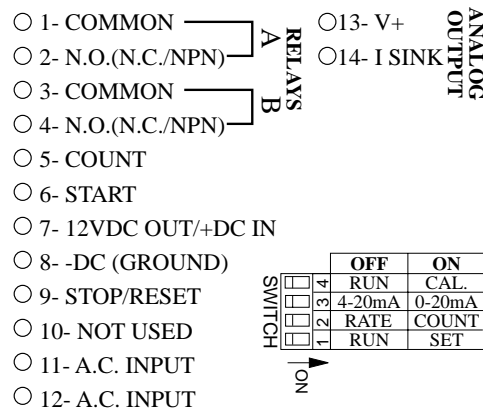 1- COMMON
2- N.O.(N.C./NPN)
3- COMMON
4- N.O.(N.C./NPN)
5- COUNT
6- START
7- 12VDC OUT/+DC IN
8- -DC (GROUND)
9- STOP/RESET
10- NOT USED
11- A.C. INPUT
12- A.C. INPUT
A
B
RELAYS
13- V+
14- I SINK
ANALOG
OUTPUT
SWITCH
OFF ON
4 RUN CAL.
3 4-20mA 0-20mA
2 RATE COUNT
1 RUN SET
ON